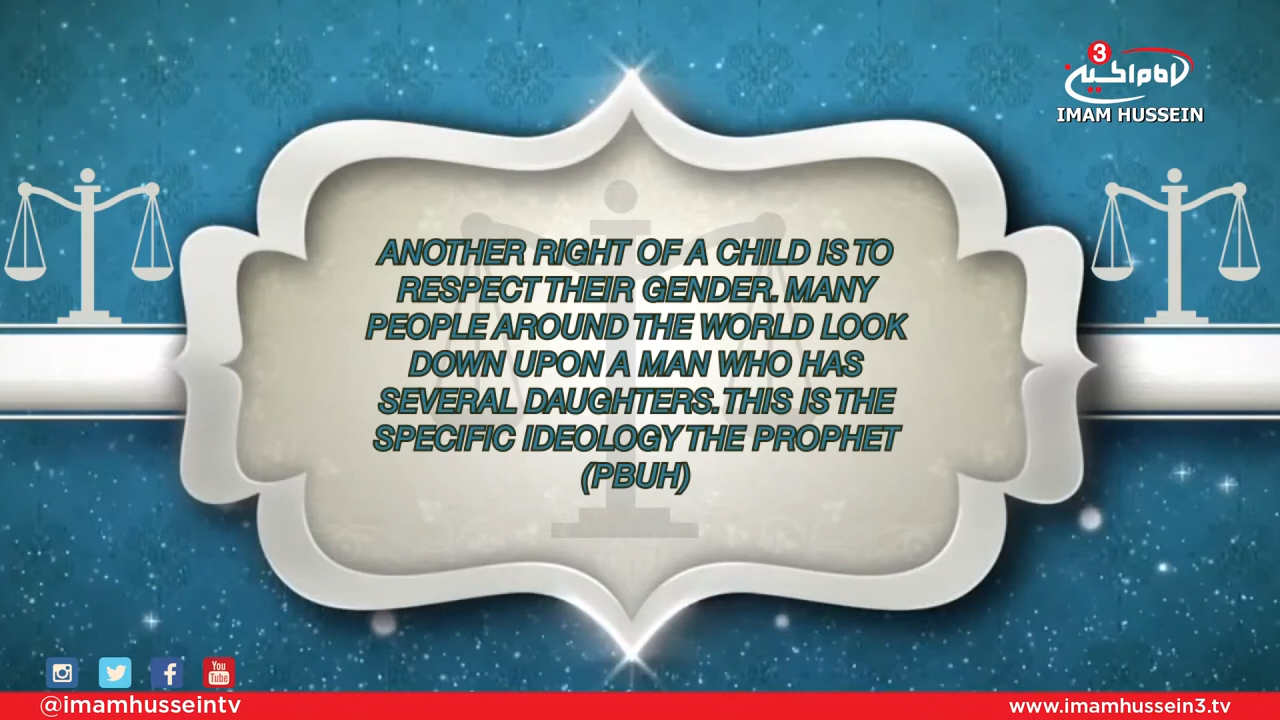 3
IMAM HUSSEIN
ANOTHER RIGHT OF A CHILD IS TO
RESPECT THEIR GENDER. MANY
PEOPLE AROUND THE WORLD LOOK
DOWN UPON A MAN WHO HAS
SEVERAL DAUGHTERS. THIS IS THE
SPECIFIC IDEOLOGY THE PROPHET
(PBUH)
You
Tube
@imamhusseintv
www.imamhussein3.tv